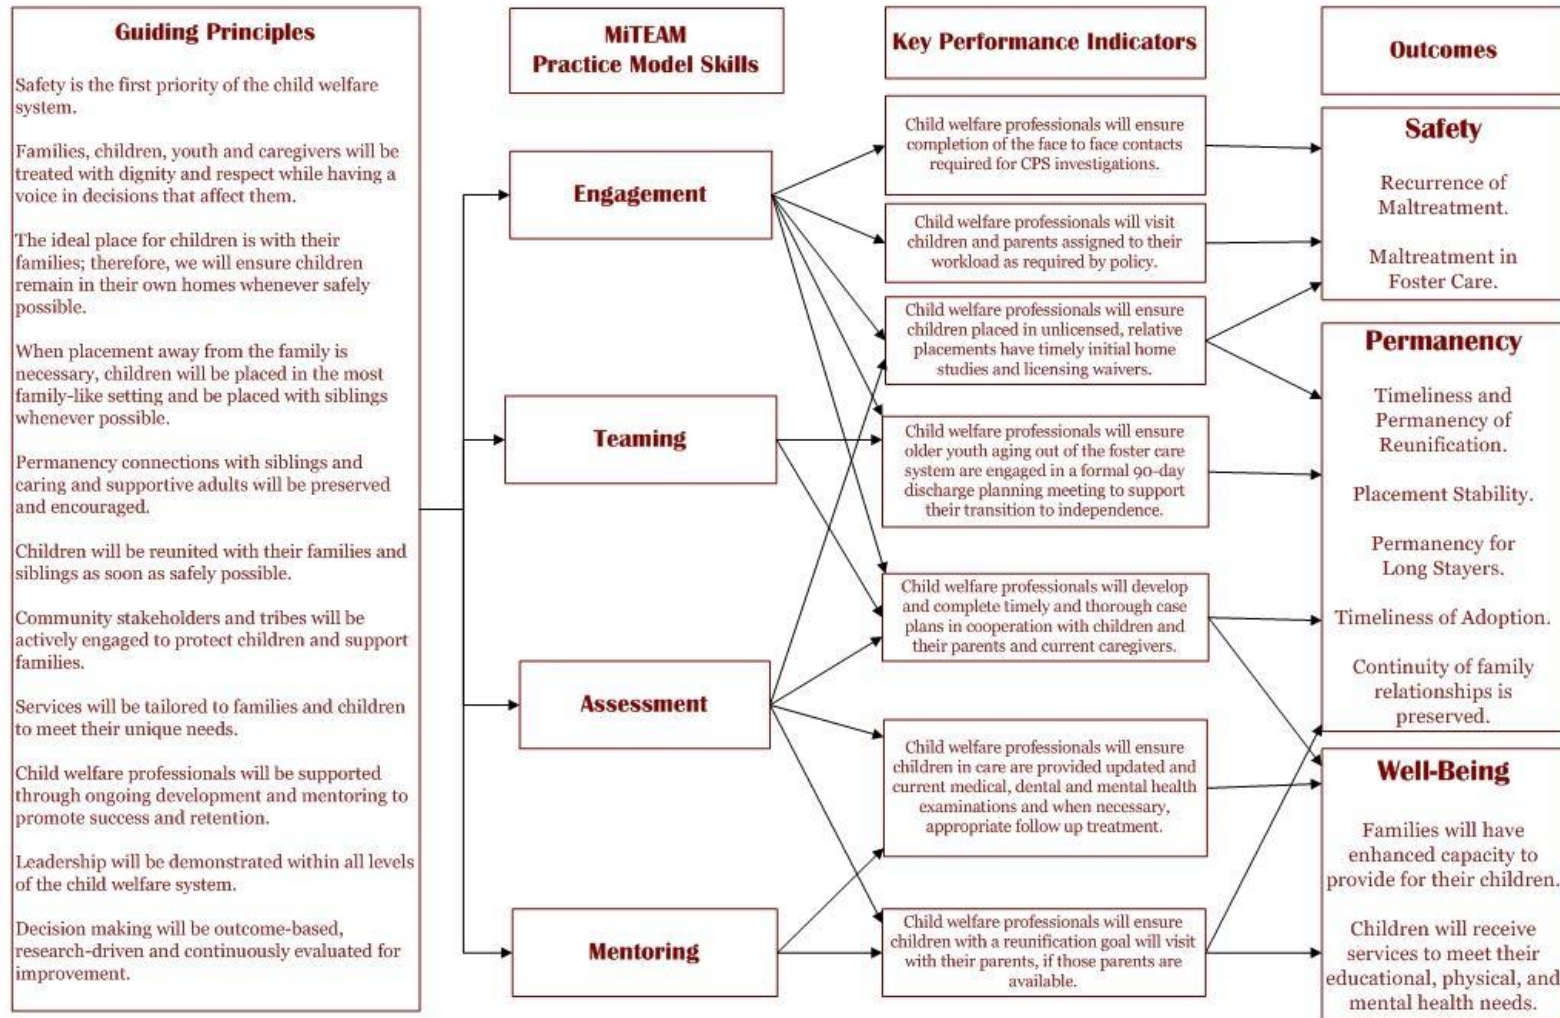 Guiding Principles
Safety is the first priority of the child welfare
system.
Families, children, youth and caregivers will be
treated with dignity and respect while having a
voice in decisions that affect them.
The ideal place for children is with their
families; therefore, we will ensure children
remain in their own homes whenever safely
possible.
When placement away from the family is
necessary, children will be placed in the most
family-like setting and be placed with siblings
whenever possible.
Permanency connections with siblings and
caring and supportive adults will be preserved
and encouraged.
Children will be reunited with their families and
siblings as soon as safely possible.
Community stakeholders and tribes will be
actively engaged to protect children and support
families.
Services will be tailored to families and children
to meet their unique needs.
Child welfare professionals will be supported
through ongoing development and mentoring to
promote success and retention.
Leadership will be demonstrated within all levels
of the child welfare system.
Decision making will be outcome-based,
research-driven and continuously evaluated for
improvement.
MiTEAM
Practice Model Skills
Engagement
Teaming
Assessment
Mentoring
Key Performance Indicators
Child welfare professionals will ensure
completion of the face to face contacts
required for CPS investigations.
Child welfare professionals will visit
children and parents assigned to their
workload as required by policy.
Child welfare professionals will ensure
children placed in unlicensed, relative
placements have timely initial home
studies and licensing waivers.
Child welfare professionals will ensure
older youth aging out of the foster care
system are engaged in a formal 90-day
discharge planning meeting to support
their transition to independence.
Child welfare professionals will develop
and complete timely and thorough case
plans in cooperation with children and
their parents and current caregivers.
Child welfare professionals will ensure
children in care are provided updated and
current medical, dental and mental health
examinations and when necessary,
appropriate follow up treatment.
Child welfare professionals will ensure
children with a reunification goal will visit
with their parents, if those parents are
available.
Outcomes
Safety
Recurrence of
Maltreatment.
Maltreatment in
Foster Care.
Permanency
Timeliness and
Permanency of
Reunification.
Placement Stability.
Permanency for
Long Stayers.
Timeliness of Adoption.
Continuity of family
relationships is
preserved.
Well-Being
Families will have
enhanced capacity to
provide for their children.
Children will receive
services to meet their
educational, physical, and
mental health needs.